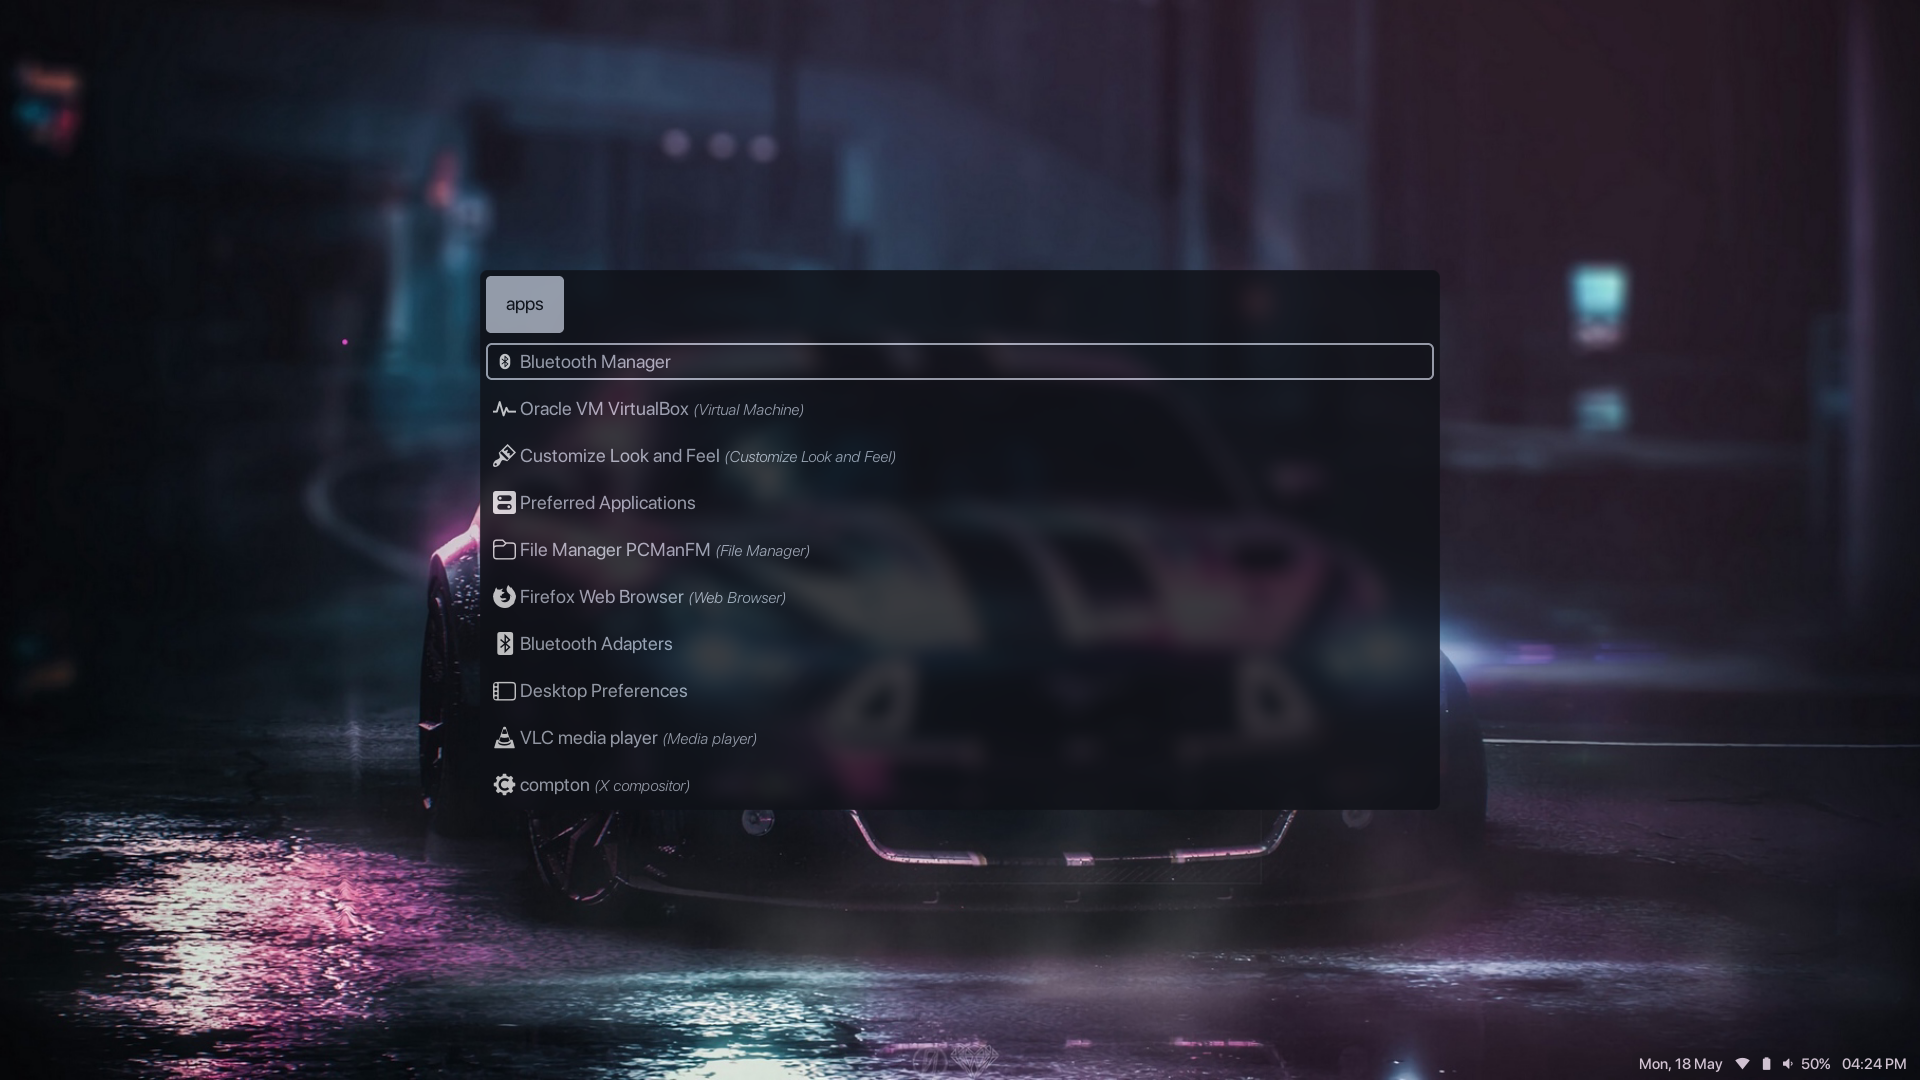 apps
Bluetooth Manager
Oracle VM VirtualBox (Virtual Machine)
Customize Look and Feel (Customize Look and Feel)
Preferred Applications
File Manager PCManFM (File Manager)
Firefox Web Browser (Web Browser)
Bluetooth Adapters
Desktop Preferences
VLC media player (Media player)
compton (X compositor)
Mon, 18 May 50% 04:24 PM